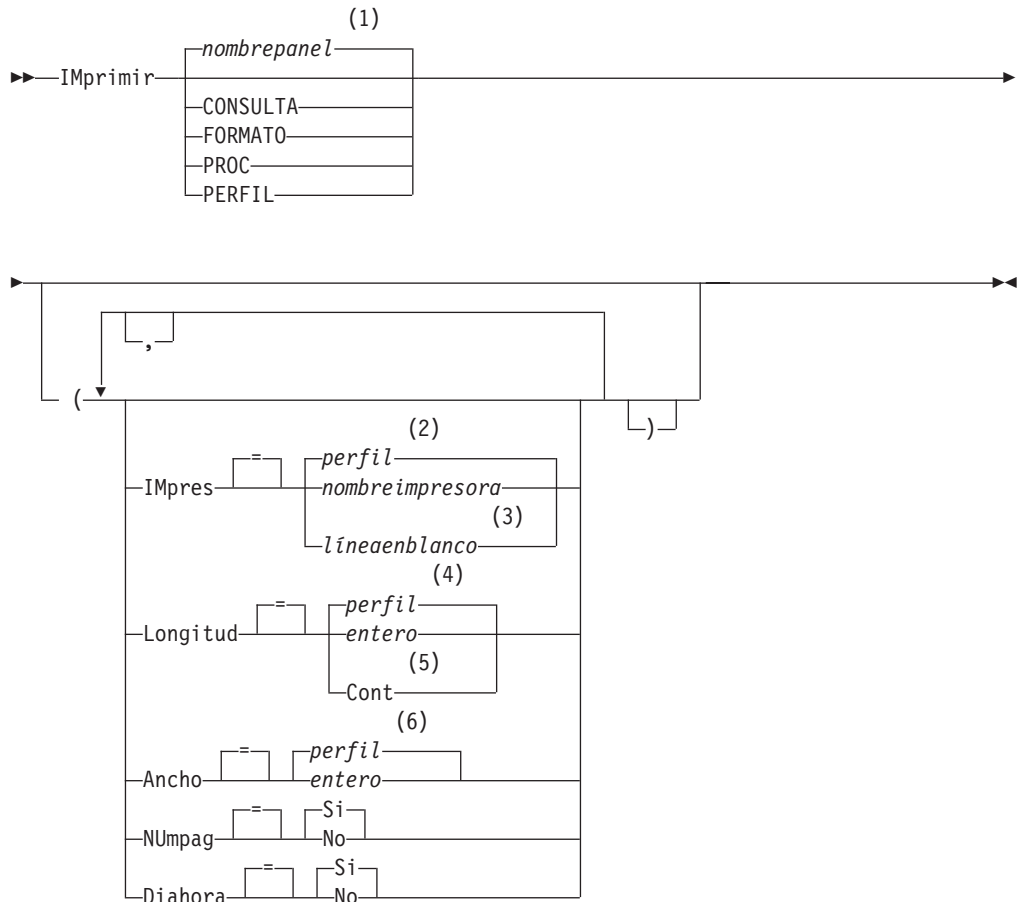 (1)
nombrepanel
IMprimir
CONSULTA
FORMATO
PROC
PERFIL
,
(
)
(2)
=
perfil
IMpres
nombreimpresora
(3)
líneaenblanco
(4)
=
perfil
Longitud
entero
(5)
Cont
(6)
=
perfil
Ancho
entero
=
Si
NUmpag
No
=
Si
Diahora
No